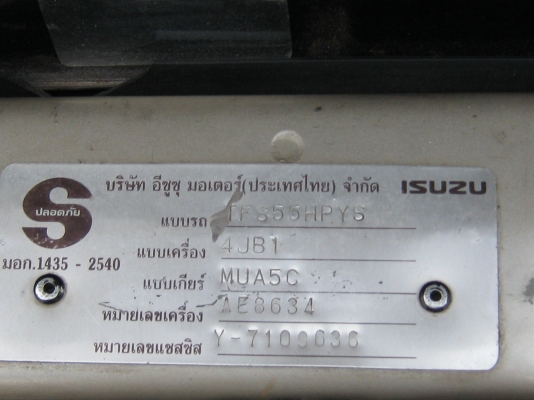 บริษัท อีซูซุ มอเตอร์(ประเทศไทย) จำกัด ISUZU
S
ปลอดภัย
แบบรถ TFS55HPYS
แบบเครื่อง 4JB1
มอก.1435 - 2540
แบบเกียร์ MUA5C
หมายเลขเครื่อง AE8634
หมายเลขแชสซิส